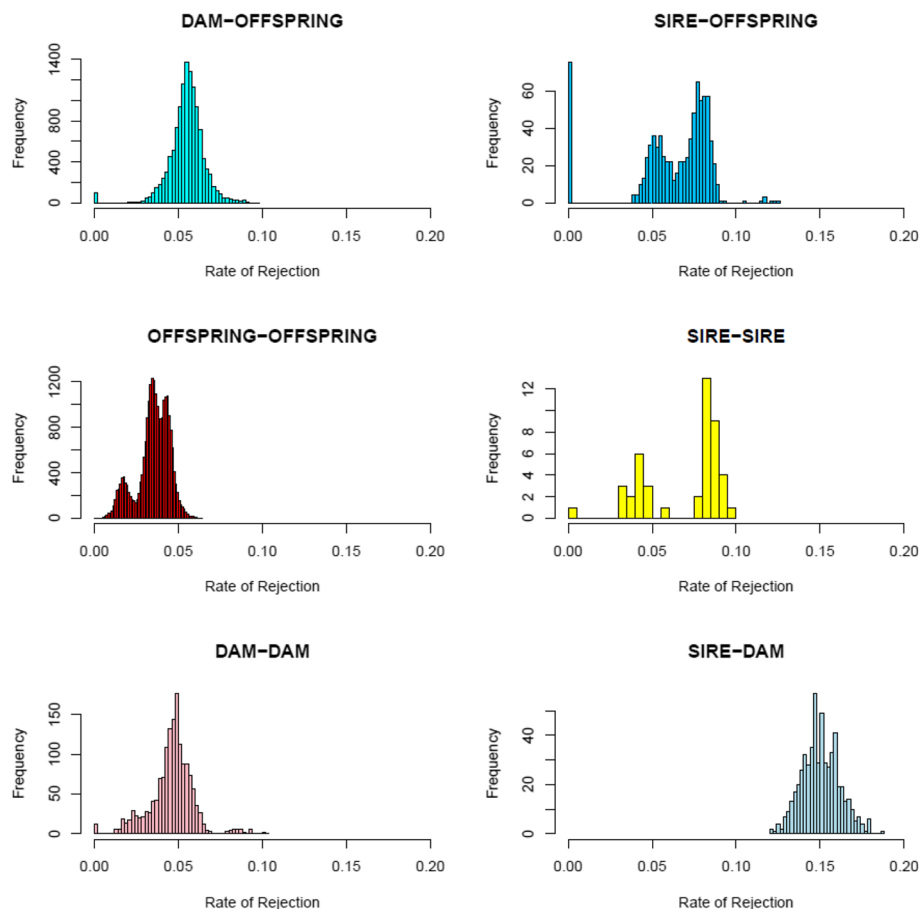 DAM−OFFSPRING
Frequency
0 400 800 1400
0.00 0.05 0.10 0.15 0.20
Rate of Rejection
SIRE−OFFSPRING
Frequency
0 20 40 60
0.00 0.05 0.10 0.15 0.20
Rate of Rejection
OFFSPRING−OFFSPRING
Frequency
0 400 800 1200
0.00 0.05 0.10 0.15 0.20
Rate of Rejection
SIRE−SIRE
Frequency
0 2 4 6 8 12
0.00 0.05 0.10 0.15 0.20
Rate of Rejection
DAM−DAM
Frequency
0 50 100 150
0.00 0.05 0.10 0.15 0.20
Rate of Rejection
SIRE−DAM
Frequency
0 20 40
0.00 0.05 0.10 0.15 0.20
Rate of Rejection